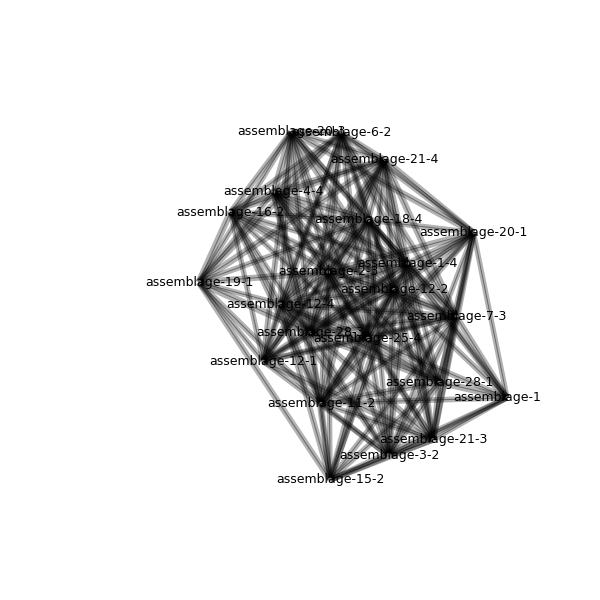 assemblage-20-3
assemblage-6-2
assemblage-21-4
assemblage-4-4
assemblage-16-2
assemblage-18-4
assemblage-20-1
assemblage-1-4
assemblage-2-3
assemblage-19-1
assemblage-12-2
assemblage-12-4
assemblage-7-3
assemblage-28-3
assemblage-25-4
assemblage-12-1
assemblage-28-1
assemblage-1
assemblage-11-2
assemblage-21-3
assemblage-3-2
assemblage-15-2